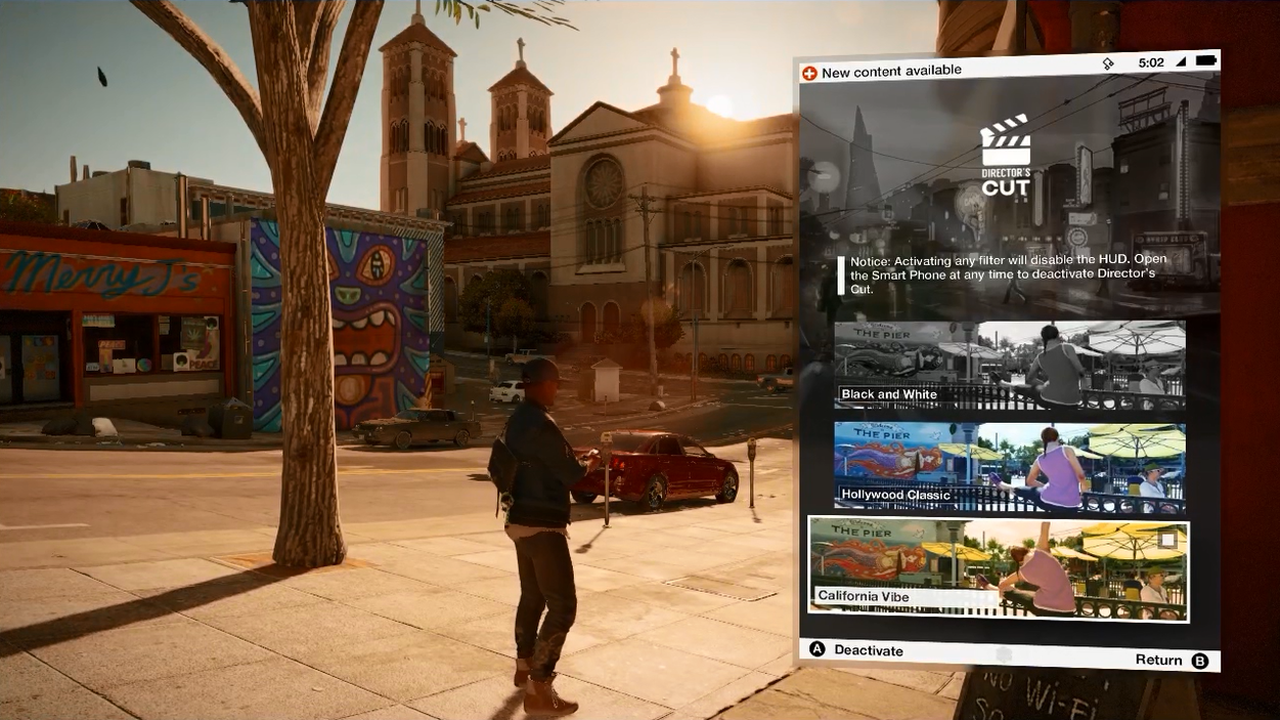 Merry J's
PEACE
New content available
5:02
DIRECTOR'S
CUT
Notice: Activating any filter will disable the HUD. Open
the Smart Phone at any time to deactivate Director's
Cut.
THE PIER
Black and White
THE PIER
Hollywood Classic
THE PIER
California Vibe
A Deactivate
Return B
NO Wi-Fi